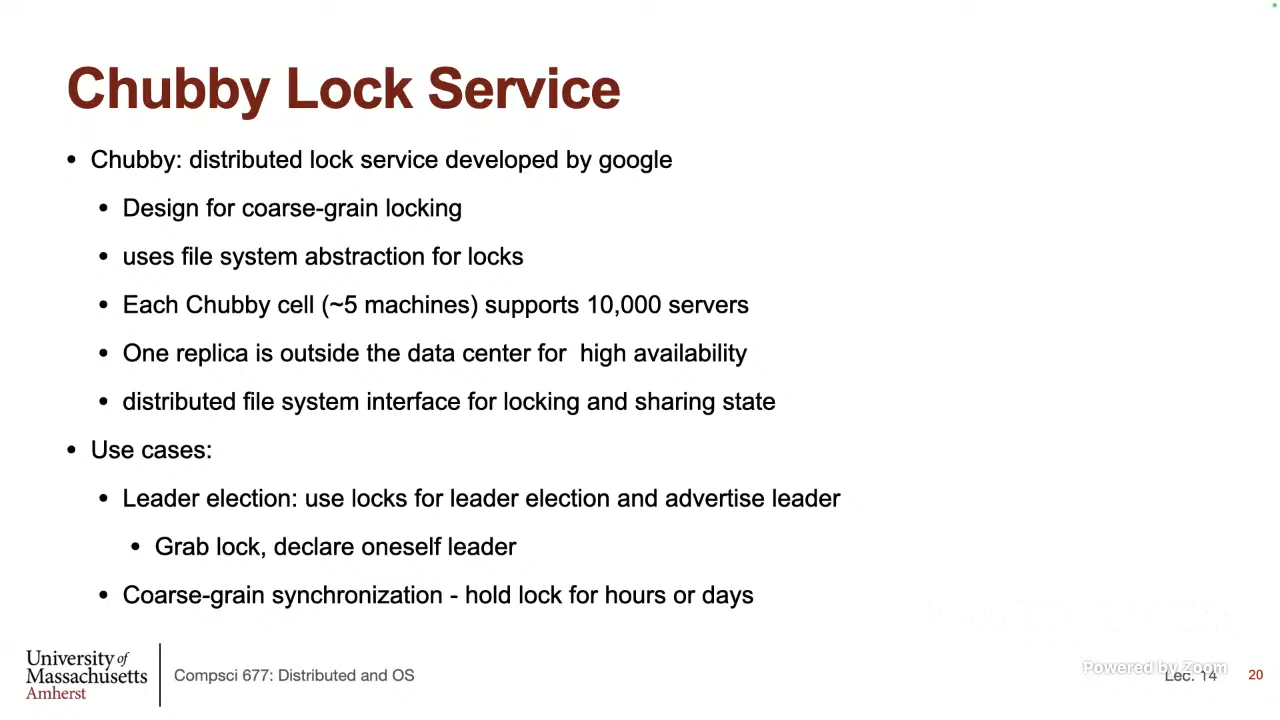 Chubby Lock Service
• Chubby: distributed lock service developed by google
• Design for coarse-grain locking
• uses file system abstraction for locks
• Each Chubby cell (~5 machines) supports 10,000 servers
• One replica is outside the data center for  high availability
• distributed file system interface for locking and sharing state
• Use cases:
• Leader election: use locks for leader election and advertise leader
• Grab lock, declare oneself leader
• Coarse-grain synchronization - hold lock for hours or days
University of
Massachusetts
Amherst
Compsci 677: Distributed and OS
Powered by Zoom
Lec. 14
20